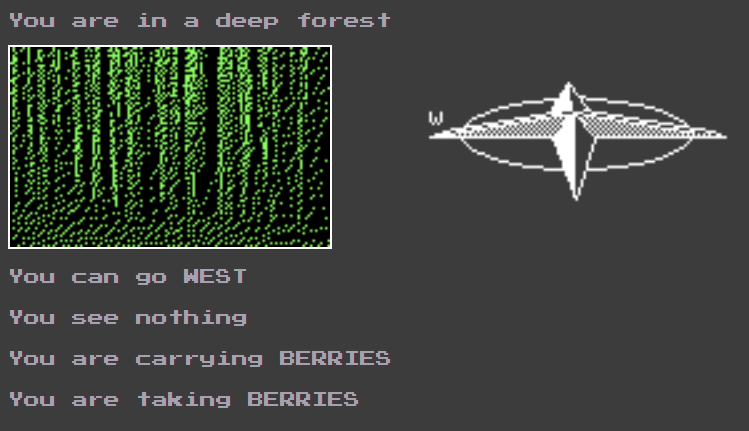 You are in a deep forest
W
You can go WEST
You see nothing
You are carrying BERRIES
You are taking BERRIES